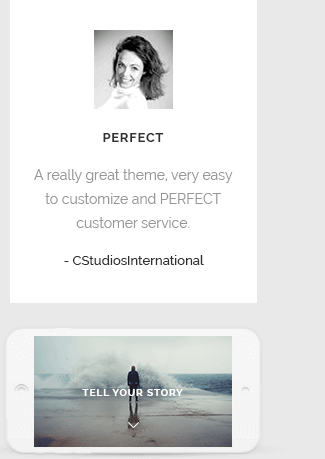 PERFECT
A really great theme, very easy
to customize and PERFECT
customer service.
- CStudiosInternational
TELL YOUR STORY